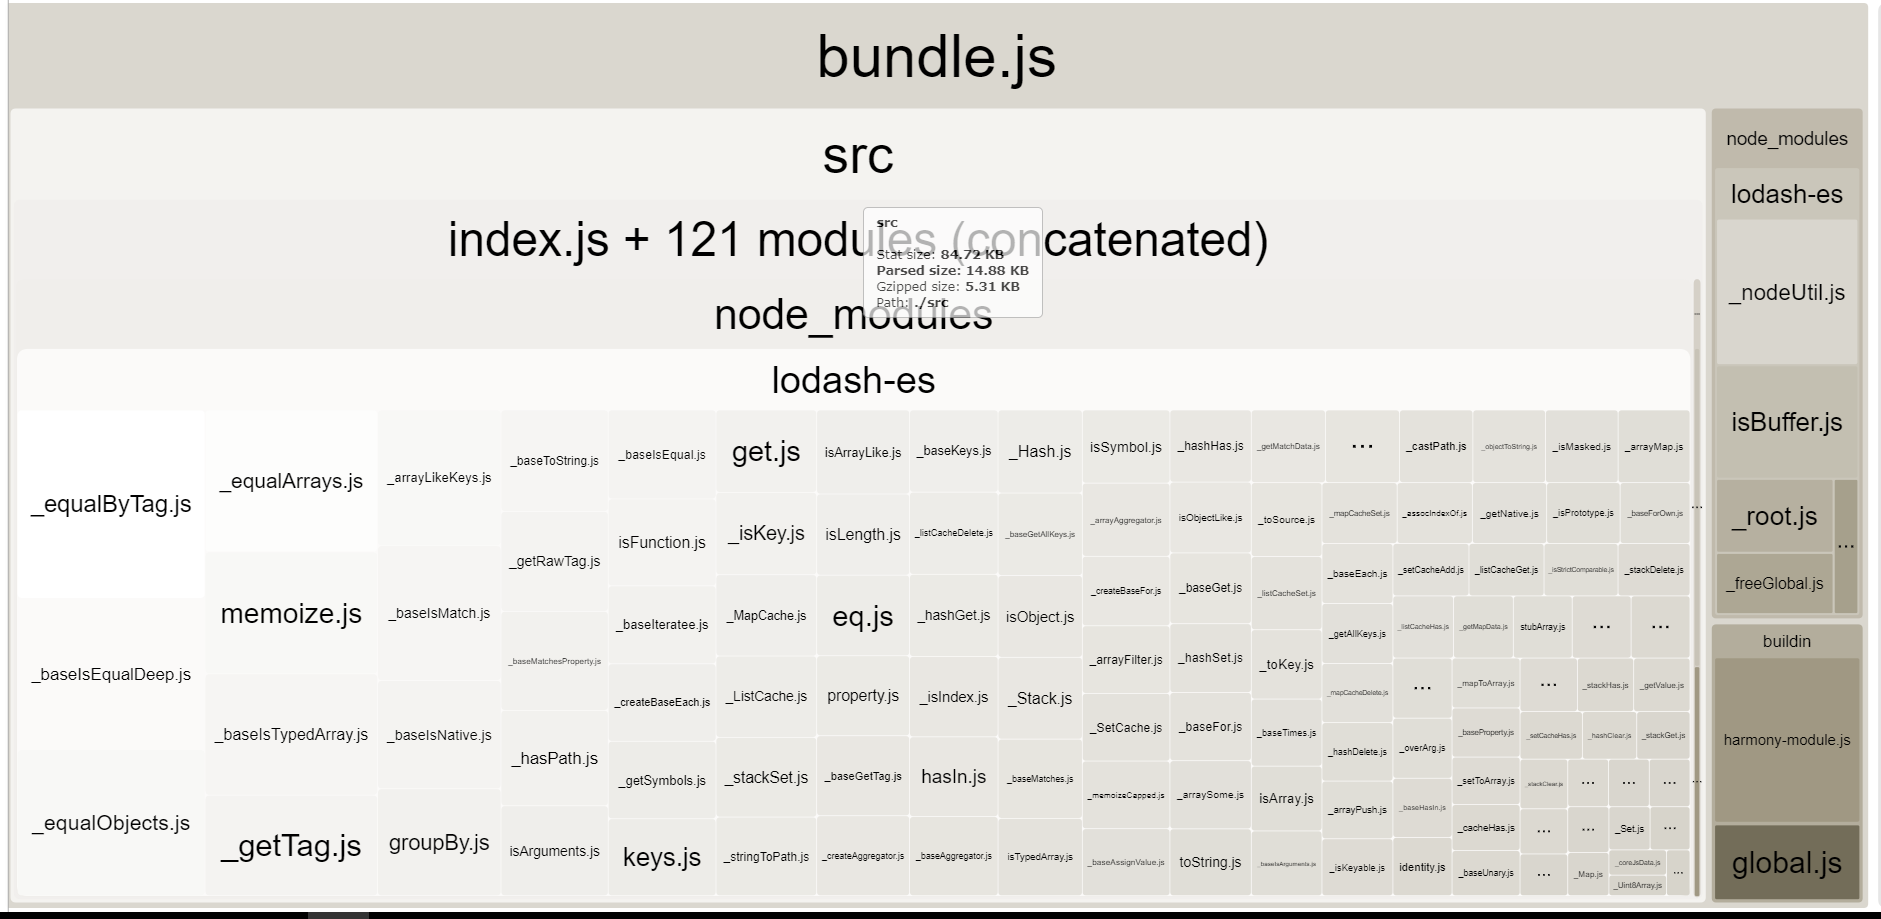 bundle.js
src
index.js + 121 modules (concatenated)
src
Stat size: 84.72 KB
Parsed size: 14.88 KB
Gzipped size: 5.31 KB
Path: ./src
node_modules
lodash-es
_equalByTag.js
_baseIsEqualDeep.js
_equalObjects.js
_equalArrays.js
memoize.js
_baseIsTypedArray.js
_getTag.js
_arrayLikeKeys.js
_baseIsMatch.js
_baseIsNative.js
groupBy.js
_baseToString.js
_getRawTag.js
_baseMatchesProperty.js
_hasPath.js
isArguments.js
_baseIsEqual.js
isFunction.js
_baseIteratee.js
_createBaseEach.js
_getSymbols.js
keys.js
get.js
_isKey.js
_MapCache.js
_ListCache.js
_stackSet.js
_stringToPath.js
isArrayLike.js
isLength.js
eq.js
property.js
_baseGetTag.js
_createAggregator.js
_baseKeys.js
_listCacheDelete.js
_hashGet.js
_isIndex.js
hasIn.js
_baseAggregator.js
_Hash.js
_baseGetAllKeys.js
isObject.js
_Stack.js
_baseMatches.js
isTypedArray.js
isSymbol.js
_arrayAggregator.js
_createBaseFor.js
_arrayFilter.js
_SetCache.js
_memoizeCapped.js
_baseAssignValue.js
_hashHas.js
isObjectLike.js
_baseGet.js
_hashSet.js
_baseFor.js
_arraySome.js
toString.js
_getMatchData.js
_toSource.js
_listCacheSet.js
_toKey.js
_baseTimes.js
isArray.js
_baseIsArguments.js
...
_castPath.js
_objectToString.js
_isMasked.js
_arrayMap.js
_mapCacheSet.js
_assocIndexOf.js
_getNative.js
_isPrototype.js
_baseForOwn.js
...
_baseEach.js
_setCacheAdd.js
_listCacheGet.js
_isStrictComparable.js
_stackDelete.js
_getAllKeys.js
_listCacheHas.js
_getMapData.js
stubArray.js
...
...
_mapCacheDelete.js
...
_mapToArray.js
...
_stackHas.js
_getValue.js
_hashDelete.js
_overArg.js
_baseProperty.js
_setCacheHas.js
_hashClear.js
_stackGet.js
_setToArray.js
_stackClear.js
...
...
...
...
_arrayPush.js
_baseHasIn.js
_cacheHas.js
...
...
_Set.js
...
_isKeyable.js
identity.js
_baseUnary.js
...
_Map.js
_coreJsData.js
_Uint8Array.js
...
node_modules
lodash-es
_nodeUtil.js
isBuffer.js
_root.js
_freeGlobal.js
...
buildin
harmony-module.js
global.js